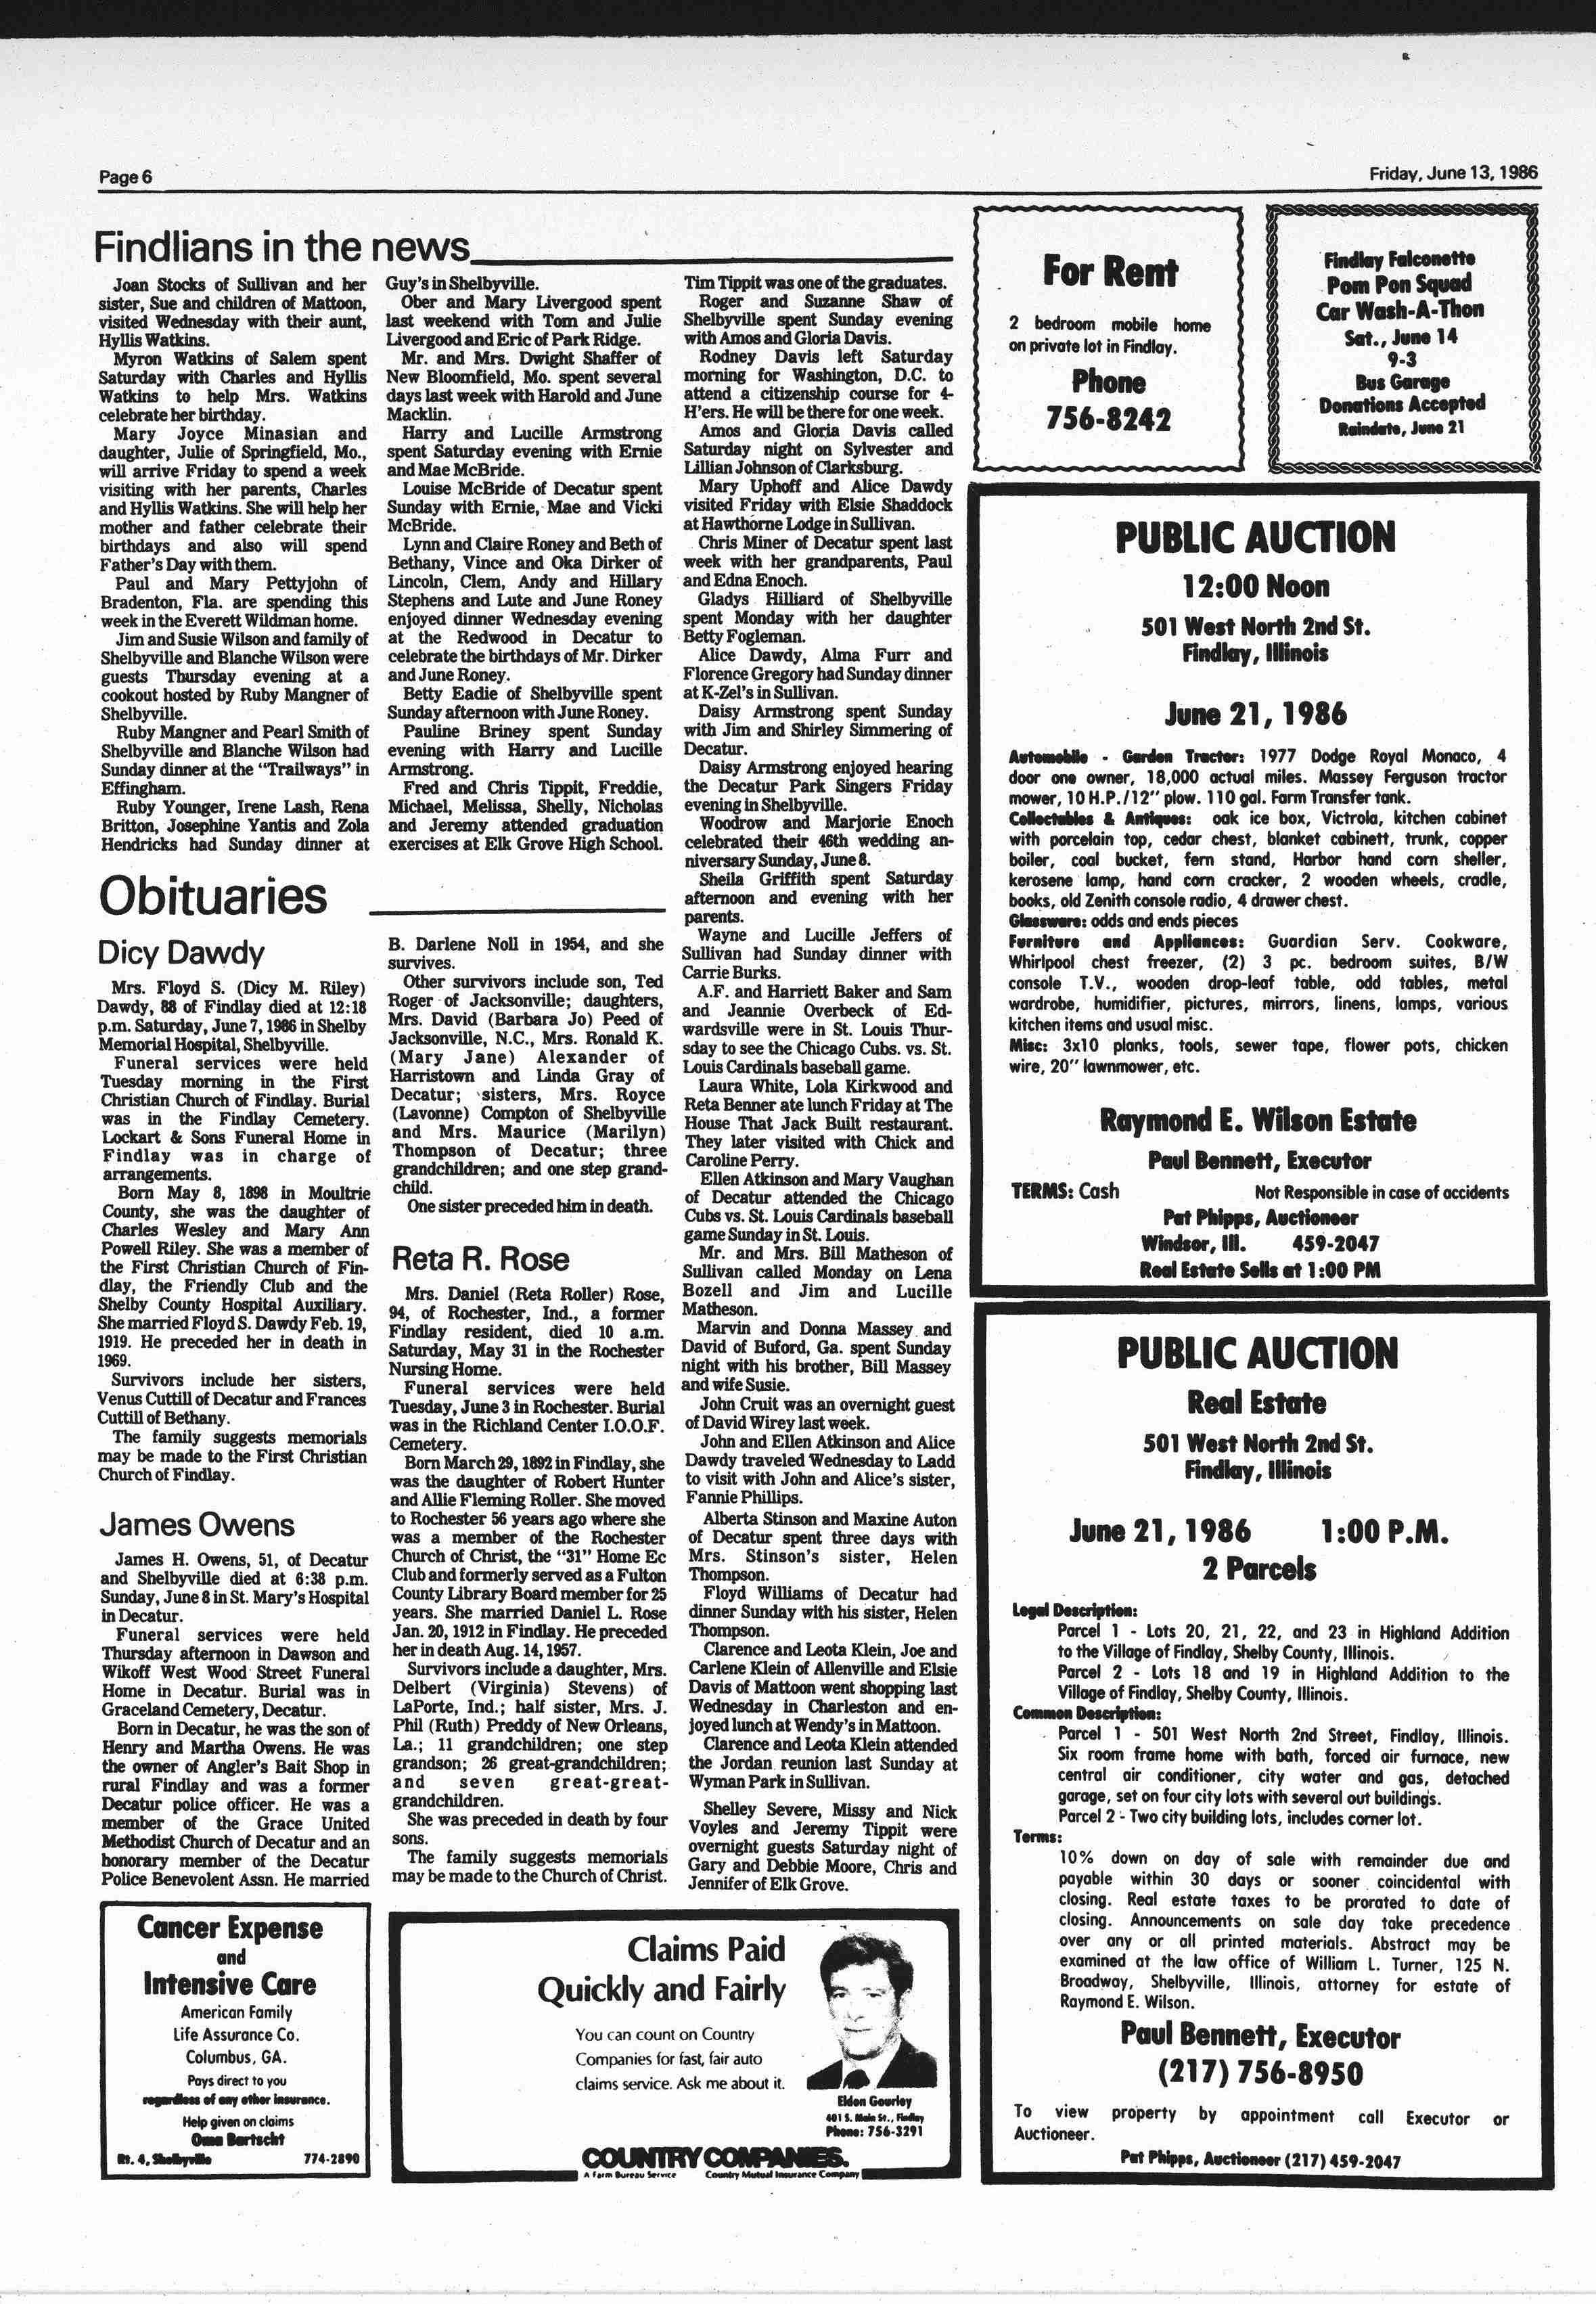 Page 6
Friday, June 13, 1986
Findlians in the news
Joan Stocks of Sullivan and her
sister, Sue and children of Mattoon,
visited Wednesday with their aunt,
Hyllis Watkins.
Myron Watkins of Salem spent
Saturday with Charles and Hyllis
Watkins to help Mrs. Watkins
celebrate her birthday.
Mary Joyce Minasian and
daughter, Julie of Springfield, Mo.,
will arrive Friday to spend a week
visiting with her parents, Charles
and Hyllis Watkins. She will help her
mother and father celebrate their
birthdays and also will spend
Father's Day with them.
Paul and Mary Pettyjohn of
Bradenton, Fla. are spending this
week in the Everett Wildman home.
Jim and Susie Wilson and family of
Shelbyville and Blanche Wilson were
guests Thursday evening at a
cookout hosted by Ruby Mangner of
Shelbyville.
Ruby Mangner and Pearl Smith of
Shelbyville and Blanche Wilson had
Sunday dinner at the "Trailways" in
Effingham.
Ruby Younger, Irene Lash, Rena
Britton, Josephine Yantis and Zola
Hendricks had Sunday dinner at
Guy's in Shelbyville.
Ober and Mary Livergood spent
last weekend with Tom and Julie
Livergood and Eric of Park Ridge.
Mr. and Mrs. Dwight Shaffer of
New Bloomfield, Mo. spent several
days last week with Harold and June
Macklin.
Harry and Lucille Armstrong
spent Saturday evening with Ernie
and Mae McBride.
Louise McBride of Decatur spent
Sunday with Ernie, Mae and Vicki
McBride.
Lynn and Claire Roney and Beth of
Bethany, Vince and Oka Dirker of
Lincoln, Clem, Andy and Hillary
Stephens and Lute and June Roney
enjoyed dinner Wednesday evening
at the Redwood in Decatur to
celebrate the birthdays of Mr. Dirker
and June Roney.
Betty Eadie of Shelbyville spent
Sunday afternoon with June Roney.
Pauline Briney spent Sunday
evening with Harry and Lucille
Armstrong.
Fred and Chris Tippit, Freddie,
Michael, Melissa, Shelly, Nicholas
and Jeremy attended graduation
exercises at Elk Grove High School.
Tim Tippit was one of the graduates.
Roger and Suzanne Shaw of
Shelbyville spent Sunday evening
with Amos and Gloria Davis.
Rodney Davis left Saturday
morning for Washington, D.C. to
attend a citizenship course for 4-
H'ers. He will be there for one week.
Amos and Gloria Davis called
Saturday night on Sylvester and
Lillian Johnson of Clarksburg.
Mary Uphoff and Alice Dawdy
visited Friday with Elsie Shaddock
at Hawthorne Lodge in Sullivan.
Chris Miner of Decatur spent last
week with her grandparents, Paul
and Edna Enoch.
Gladys Hilliard of Shelbyville
spent Monday with her daughter
Betty Fogleman.
Alice Dawdy, Alma Furr and
Florence Gregory had Sunday dinner
at K-Zel's in Sullivan.
Daisy Armstrong spent Sunday
with Jim and Shirley Simmering of
Decatur.
Daisy Armstrong enjoyed hearing
the Decatur Park Singers Friday
evening in Shelbyville.
Woodrow and Marjorie Enoch
celebrated their 46th wedding an-
niversary Sunday, June 8.
Sheila Griffith spent Saturday
afternoon and evening with her
parents.
Wayne and Lucille Jeffers of
Sullivan had Sunday dinner with
Carrie Burks.
A.F. and Harriett Baker and Sam
and Jeannie Overbeck of Ed-
wardsville were in St. Louis Thur-
sday to see the Chicago Cubs. vs. St.
Louis Cardinals baseball game.
Laura White, Lola Kirkwood and
Reta Benner ate lunch Friday at The
House That Jack Built restaurant.
They later visited with Chick and
Caroline Perry.
Ellen Atkinson and Mary Vaughan
of Decatur attended the Chicago
Cubs vs. St. Louis Cardinals baseball
game Sunday in St. Louis.
Mr. and Mrs. Bill Matheson of
Sullivan called Monday on Lena
Bozell and Jim and Lucille
Matheson.
Marvin and Donna Massey and
David of Buford, Ga. spent Sunday
night with his brother, Bill Massey
and wife Susie.
John Cruit was an overnight guest
of David Wirey last week.
John and Ellen Atkinson and Alice
Dawdy traveled Wednesday to Ladd
to visit with John and Alice's sister,
Fannie Phillips.
Alberta Stinson and Maxine Auton
of Decatur spent three days with
Mrs. Stinson's sister, Helen
Thompson.
Floyd Williams of Decatur had
dinner Sunday with his sister, Helen
Thompson.
Clarence and Leota Klein, Joe and
Carlene Klein of Allenville and Elsie
Davis of Mattoon went shopping last
Wednesday in Charleston and en-
joyed lunch at Wendy's in Mattoon.
Clarence and Leota Klein attended
the Jordan reunion last Sunday at
Wyman Park in Sullivan.
Shelley Severe, Missy and Nick
Voyles and Jeremy Tippit were
overnight guests Saturday night of
Gary and Debbie Moore, Chris and
Jennifer of Elk Grove.
Obituaries
Dicy Dawdy
Mrs. Floyd S. (Dicy M. Riley)
Dawdy, 88 of Findlay died at 12:18
p.m. Saturday, June 7, 1986 in Shelby
Memorial Hospital, Shelbyville.
Funeral services were held
Tuesday morning in the First
Christian Church of Findlay. Burial
was in the Findlay Cemetery.
Lockart & Sons Funeral Home in
Findlay was in charge of
arrangements.
Born May 8, 1898 in Moultrie
County, she was the daughter of
Charles Wesley and Mary Ann
Powell Riley. She was a member of
the First Christian Church of Fin-
dlay, the Friendly Club and the
Shelby County Hospital Auxiliary.
She married Floyd S. Dawdy Feb. 19,
1919. He preceded her in death in
1969.
Survivors include her sisters,
Venus Cuttill of Decatur and Frances
Cuttill of Bethany.
The family suggests memorials
may be made to the First Christian
Church of Findlay.
James Owens
James H. Owens, 51, of Decatur
and Shelbyville died at 6:38 p.m.
Sunday, June 8 in St. Mary's Hospital
in Decatur.
Funeral services were held
Thursday afternoon in Dawson and
Wikoff West Wood Street Funeral
Home in Decatur. Burial was in
Graceland Cemetery, Decatur.
Born in Decatur, he was the son of
Henry and Martha Owens. He was
the owner of Angler's Bait Shop in
rural Findlay and was a former
Decatur police officer. He was a
member of the Grace United
Methodist Church of Decatur and an
honorary member of the Decatur
Police Benevolent Assn. He married
B. Darlene Noll in 1954, and she
survives.
Other survivors include son, Ted
Roger of Jacksonville; daughters,
Mrs. David (Barbara Jo) Peed of
Jacksonville, N.C., Mrs. Ronald K.
(Mary Jane) Alexander of
Harristown and Linda Gray of
Decatur; sisters, Mrs. Royce
(Lavonne) Compton of Shelbyville
and Mrs. Maurice (Marilyn)
Thompson of Decatur; three
grandchildren; and one step grand-
child.
One sister preceded him in death.
Reta R. Rose
Mrs. Daniel (Reta Roller) Rose,
94, of Rochester, Ind., a former
Findlay resident, died 10 a.m.
Saturday, May 31 in the Rochester
Nursing Home.
Funeral services were held
Tuesday, June 3 in Rochester. Burial
was in the Richland Center I.O.O.F.
Cemetery.
Born March 29, 1892 in Findlay, she
was the daughter of Robert Hunter
and Allie Fleming Roller. She moved
to Rochester 56 years ago where she
was a member of the Rochester
Church of Christ, the "31" Home Ec
Club and formerly served as a Fulton
County Library Board member for 25
years. She married Daniel L. Rose
Jan. 20, 1912 in Findlay. He preceded
her in death Aug. 14, 1957.
Survivors include a daughter, Mrs.
Delbert (Virginia) Stevens) of
LaPorte, Ind.; half sister, Mrs. J.
Phil (Ruth) Preddy of New Orleans,
La.; 11 grandchildren; one step
grandson; 26 great-grandchildren;
and seven great-great-
grandchildren.
She was preceded in death by four
sons.
The family suggests memorials
may be made to the Church of Christ.
Cancer Expense
and
Intensive Care
American Family
Life Assurance Co.
Columbus, GA.
Pays direct to you
regardless of any other insurance.
Help given on claims
Oma Bartscht
Rt. 4, Shelbyville 774-2890
Claims Paid
Quickly and Fairly
You can count on Country
Companies for fast, fair auto
claims service. Ask me about it.
Eldon Gourley
401 S. Main St., Findlay
Phone: 756-3291
COUNTRY COMPANIES.
A Farm Bureau Service Country Mutual Insurance Company
For Rent
2 bedroom mobile home
on private lot in Findlay.
Phone
756-8242
Findlay Falconette
Pom Pon Squad
Car Wash-A-Thon
Sat., June 14
9-3
Bus Garage
Donations Accepted
Raindate, June 21
PUBLIC AUCTION
12:00 Noon
501 West North 2nd St.
Findlay, Illinois
June 21, 1986
Automobile - Garden Tractor: 1977 Dodge Royal Monaco, 4
door one owner, 18,000 actual miles. Massey Ferguson tractor
mower, 10 H.P./12" plow. 110 gal. Farm Transfer tank.
Collectables & Antiques: oak ice box, Victrola, kitchen cabinet
with porcelain top, cedar chest, blanket cabinett, trunk, copper
boiler, coal bucket, fern stand, Harbor hand corn sheller,
kerosene lamp, hand corn cracker, 2 wooden wheels, cradle,
books, old Zenith console radio, 4 drawer chest.
Glassware: odds and ends pieces
Furniture and Appliances: Guardian Serv. Cookware,
Whirlpool chest freezer, (2) 3 pc. bedroom suites, B/W
console T.V., wooden drop-leaf table, odd tables, metal
wardrobe, humidifier, pictures, mirrors, linens, lamps, various
kitchen items and usual misc.
Misc: 3x10 planks, tools, sewer tape, flower pots, chicken
wire, 20" lawnmower, etc.
Raymond E. Wilson Estate
Paul Bennett, Executor
TERMS: Cash Not Responsible in case of accidents
Pat Phipps, Auctioneer
Windsor, Ill. 459-2047
Real Estate Sells at 1:00 PM
PUBLIC AUCTION
Real Estate
501 West North 2nd St.
Findlay, Illinois
June 21, 1986 1:00 P.M.
2 Parcels
Legal Description:
Parcel 1 - Lots 20, 21, 22, and 23 in Highland Addition
to the Village of Findlay, Shelby County, Illinois.
Parcel 2 - Lots 18 and 19 in Highland Addition to the
Village of Findlay, Shelby County, Illinois.
Common Description:
Parcel 1 - 501 West North 2nd Street, Findlay, Illinois.
Six room frame home with bath, forced air furnace, new
central air conditioner, city water and gas, detached
garage, set on four city lots with several out buildings.
Parcel 2 - Two city building lots, includes corner lot.
Terms:
10% down on day of sale with remainder due and
payable within 30 days or sooner coincidental with
closing. Real estate taxes to be prorated to date of
closing. Announcements on sale day take precedence
over any or all printed materials. Abstract may be
examined at the law office of William L. Turner, 125 N.
Broadway, Shelbyville, Illinois, attorney for estate of
Raymond E. Wilson.
Paul Bennett, Executor
(217) 756-8950
To view property by appointment call Executor or
Auctioneer.
Pat Phipps, Auctioneer (217) 459-2047